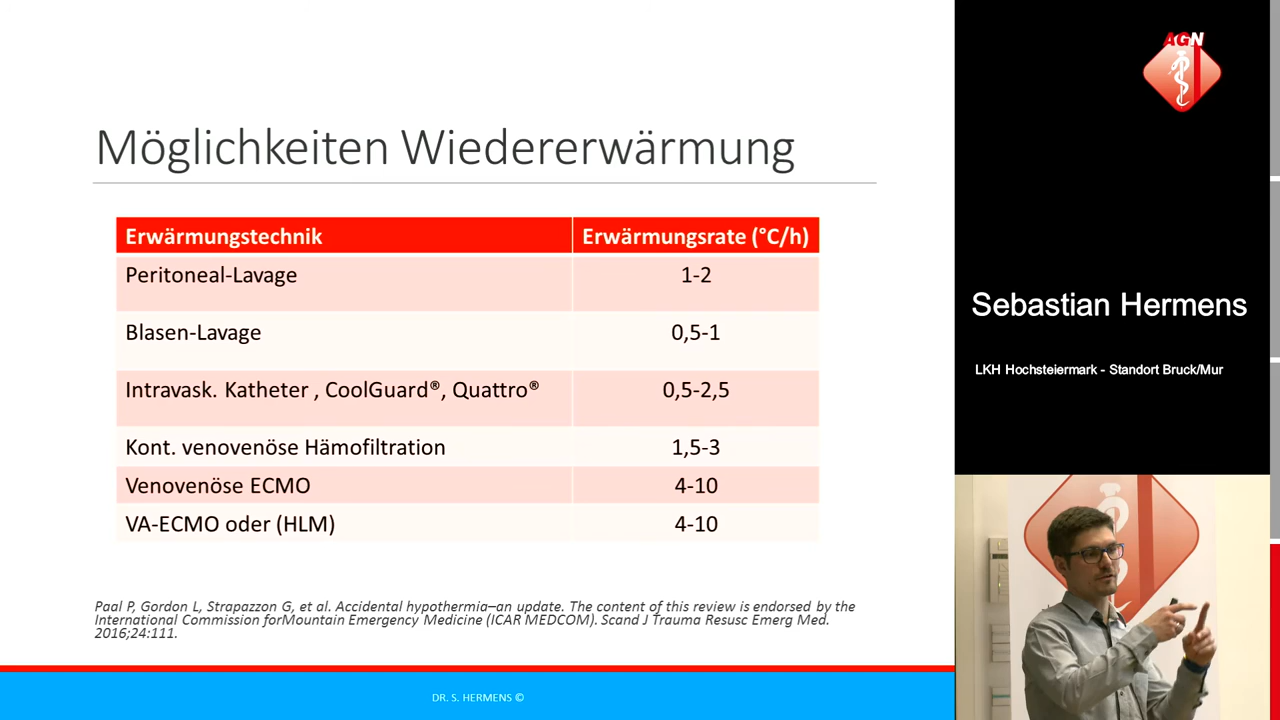 Möglichkeiten Wiedererwärmung
Erwärmungstechnik Erwärmungsrate (°C/h)
Peritoneal-Lavage 1-2
Blasen-Lavage 0,5-1
Intravask. Katheter , CoolGuard®, Quattro® 0,5-2,5
Kont. venovenöse Hämofiltration 1,5-3
Venovenöse ECMO 4-10
VA-ECMO oder (HLM) 4-10
Paal P, Gordon L, Strapazzon G, et al. Accidental hypothermia–an update. The content of this review is endorsed by the
International Commission forMountain Emergency Medicine (ICAR MEDCOM). Scand J Trauma Resusc Emerg Med.
2016;24:111.
DR. S. HERMENS ©
AGN
Sebastian Hermens
LKH Hochsteiermark - Standort Bruck/Mur